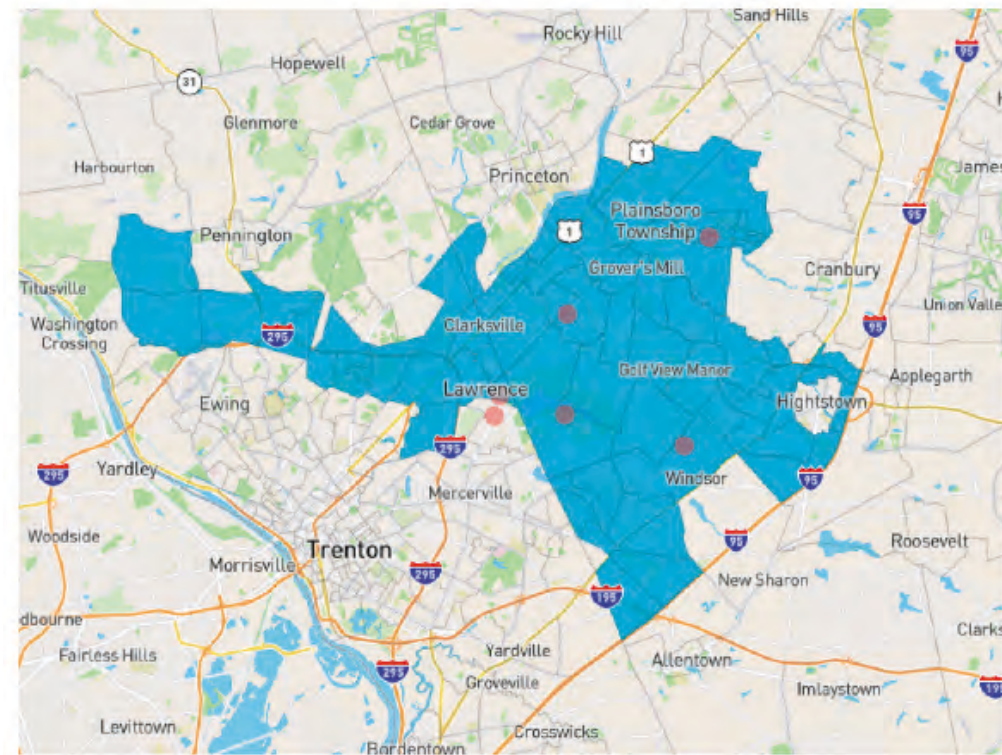 Sand Hills
Rocky Hill
95
Hopewell
31
Glenmore
Cedar Grove
1
Harbourton
Princeton
95
Plainsboro
Township
1
Pennington
Grover's Mill
Cranbury
Titusville
Union Valle
Washington
Crossing
295
Clarksville
95
Golf View Manor
Applegarth
Lawrence
Hightstown
Ewing
295
295
Yardley
Windsor
95
Mercerville
Woodside
Trenton
95
Roosevelt
Morrisville
295
New Sharon
195
dbourne
Clarks
Fairless Hills
Yardville
Allentown
295
Groveville
Imlaystown
Levittown
Crosswicks
Bordentown